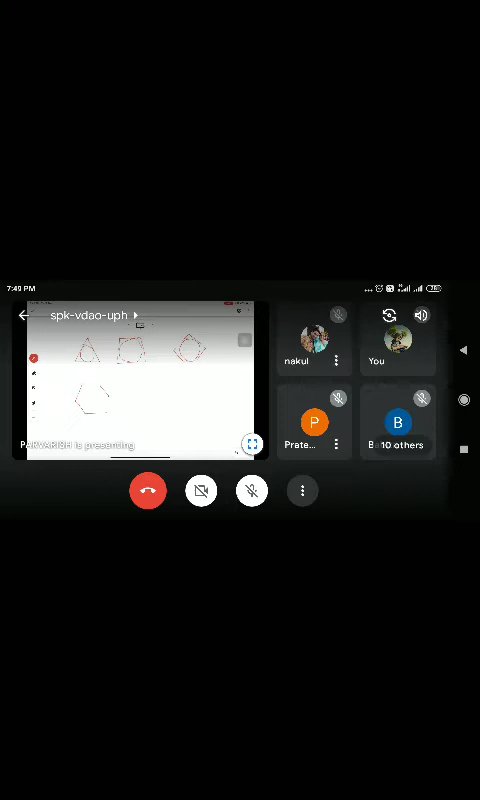 7:49 PM
spk-vdao-uph
nakul
You
P
B
PARVARISH is presenting
Prate...
B
10 others